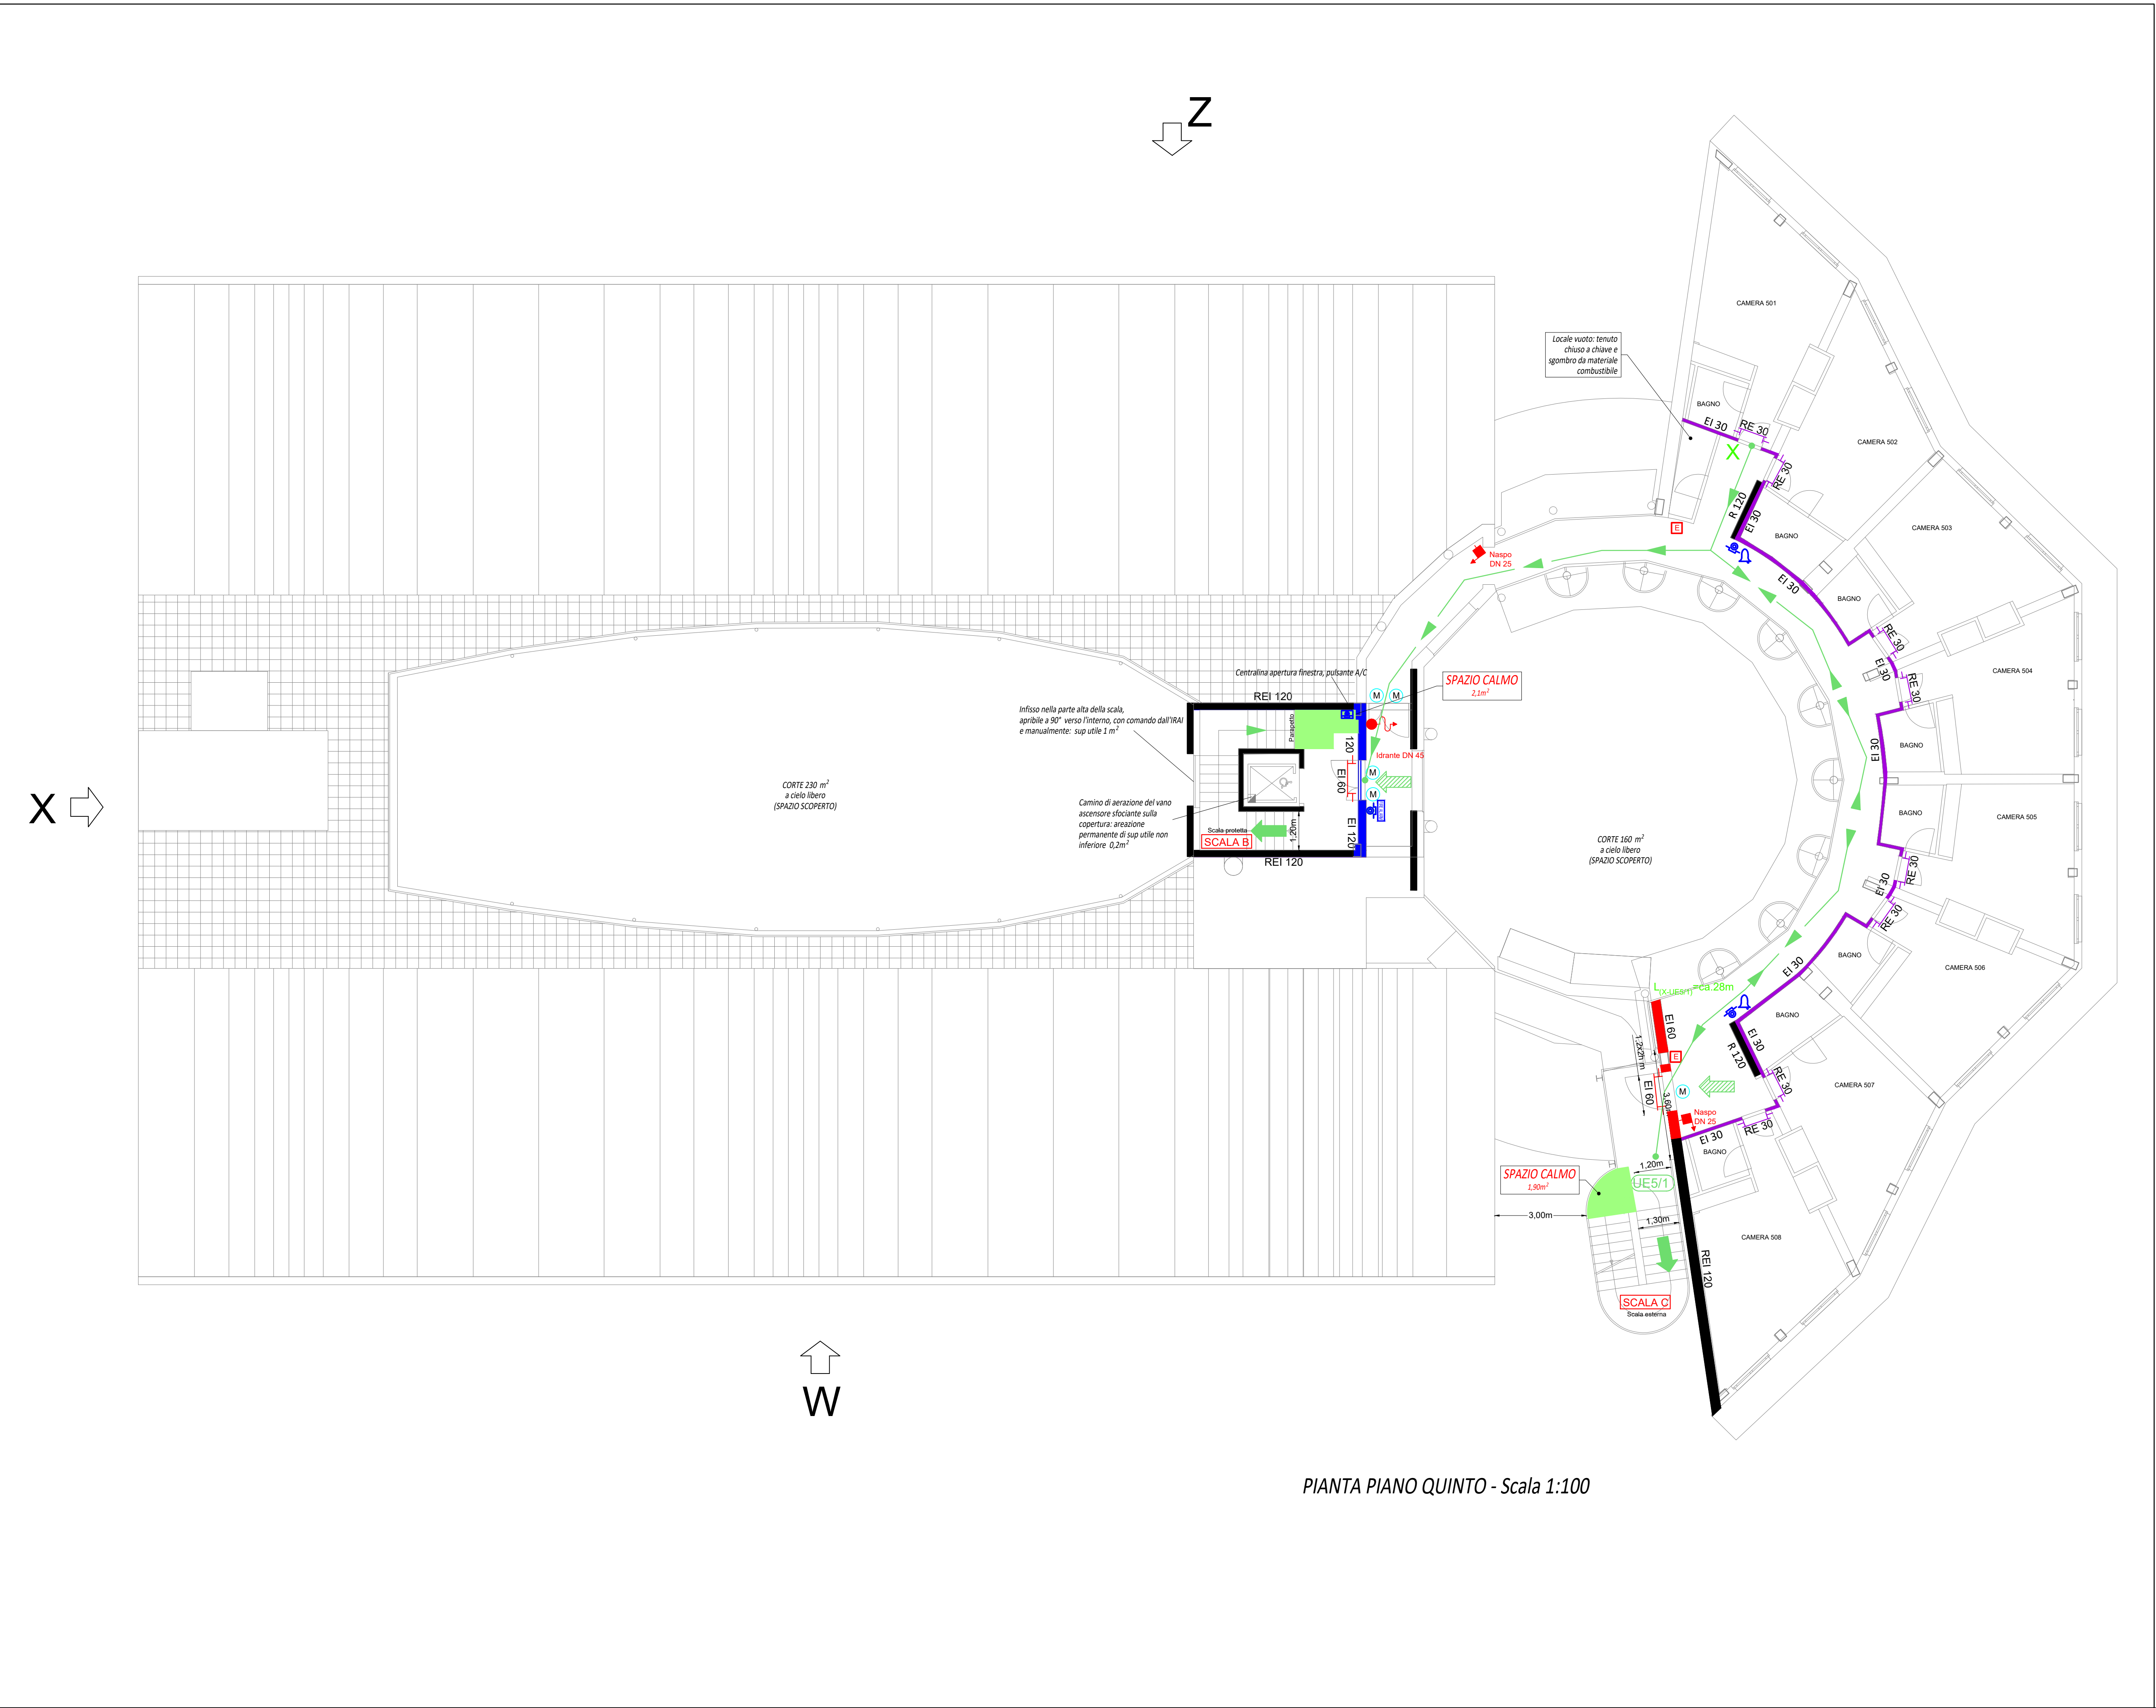 Z
CAMERA 501
Locale vuoto: tenuto
chiuso a chiave e
sgombro da materiale
combustibile
BAGNO
EI 30
RE 30
X
CAMERA 502
RE 30
R 120
EI 30
E
BAGNO
CAMERA 503
Naspo
DN 25
EI 30
BAGNO
RE 30
EI 30
CAMERA 504
RE 30
Centralina apertura finestra, pulsante A/C
SPAZIO CALMO
2,1m²
REI 120
M
M
Infisso nella parte alta della scala,
apribile a 90° verso l'interno, con comando dall'IRAI
e manualmente: sup utile 1 m²
Parapetto
120
Idrante DN 45
EI 60
M
M
BAGNO
EI 30
X
CORTE 230 m²
a cielo libero
(SPAZIO SCOPERTO)
Camino di aerazione del vano
ascensore sfociante sulla
copertura: areazione
permanente di sup utile non
inferiore 0,2m²
Scala protetta
SCALA B
1,20m
EI 120
REI 120
CORTE 160 m²
a cielo libero
(SPAZIO SCOPERTO)
BAGNO
CAMERA 505
RE 30
EI 30
RE 30
BAGNO
EI 30
CAMERA 506
L(X-UE5/1)=ca.28m
BAGNO
EI 60
EI 30
R 120
1,2x2h m
E
EI 60
M
3,60m
RE 30
CAMERA 507
Naspo
DN 25
RE 30
EI 30
BAGNO
SPAZIO CALMO
1,90m²
1,20m
UE5/1
3,00m
1,30m
CAMERA 508
REI 120
SCALA C
Scala esterna
W
PIANTA PIANO QUINTO - Scala 1:100